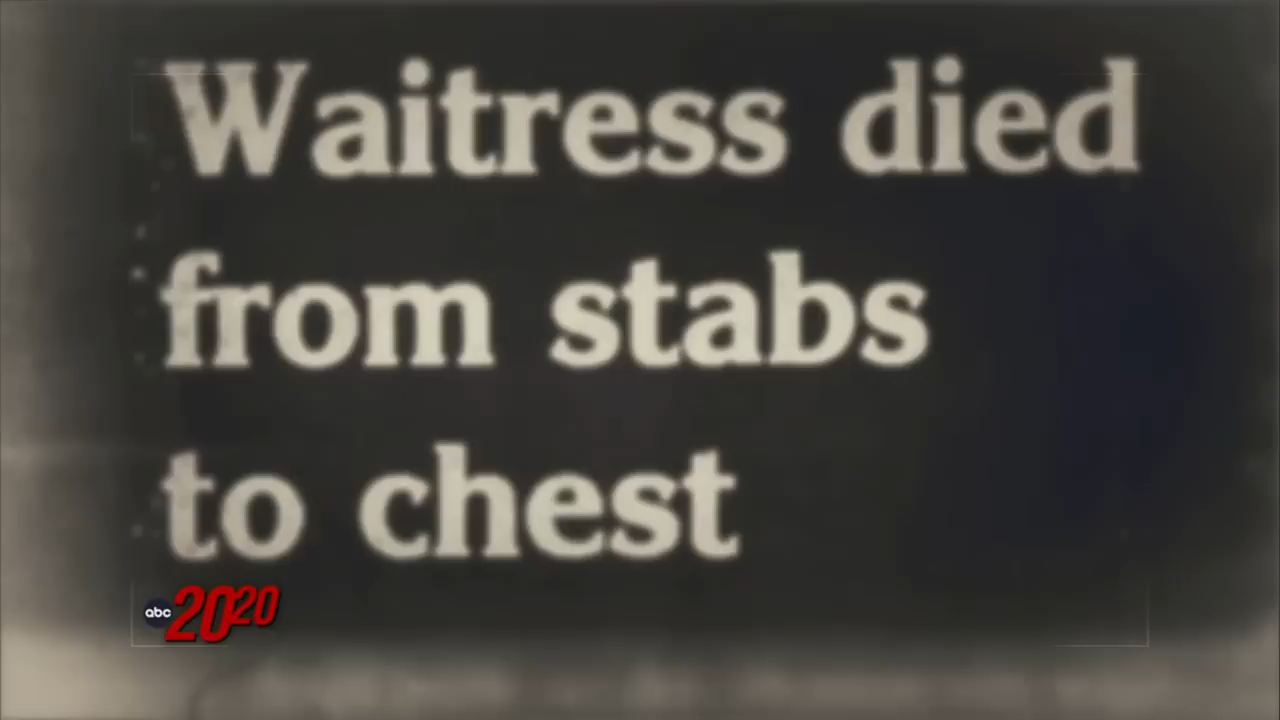 Waitress died
from stabs
to chest
abc 20/20